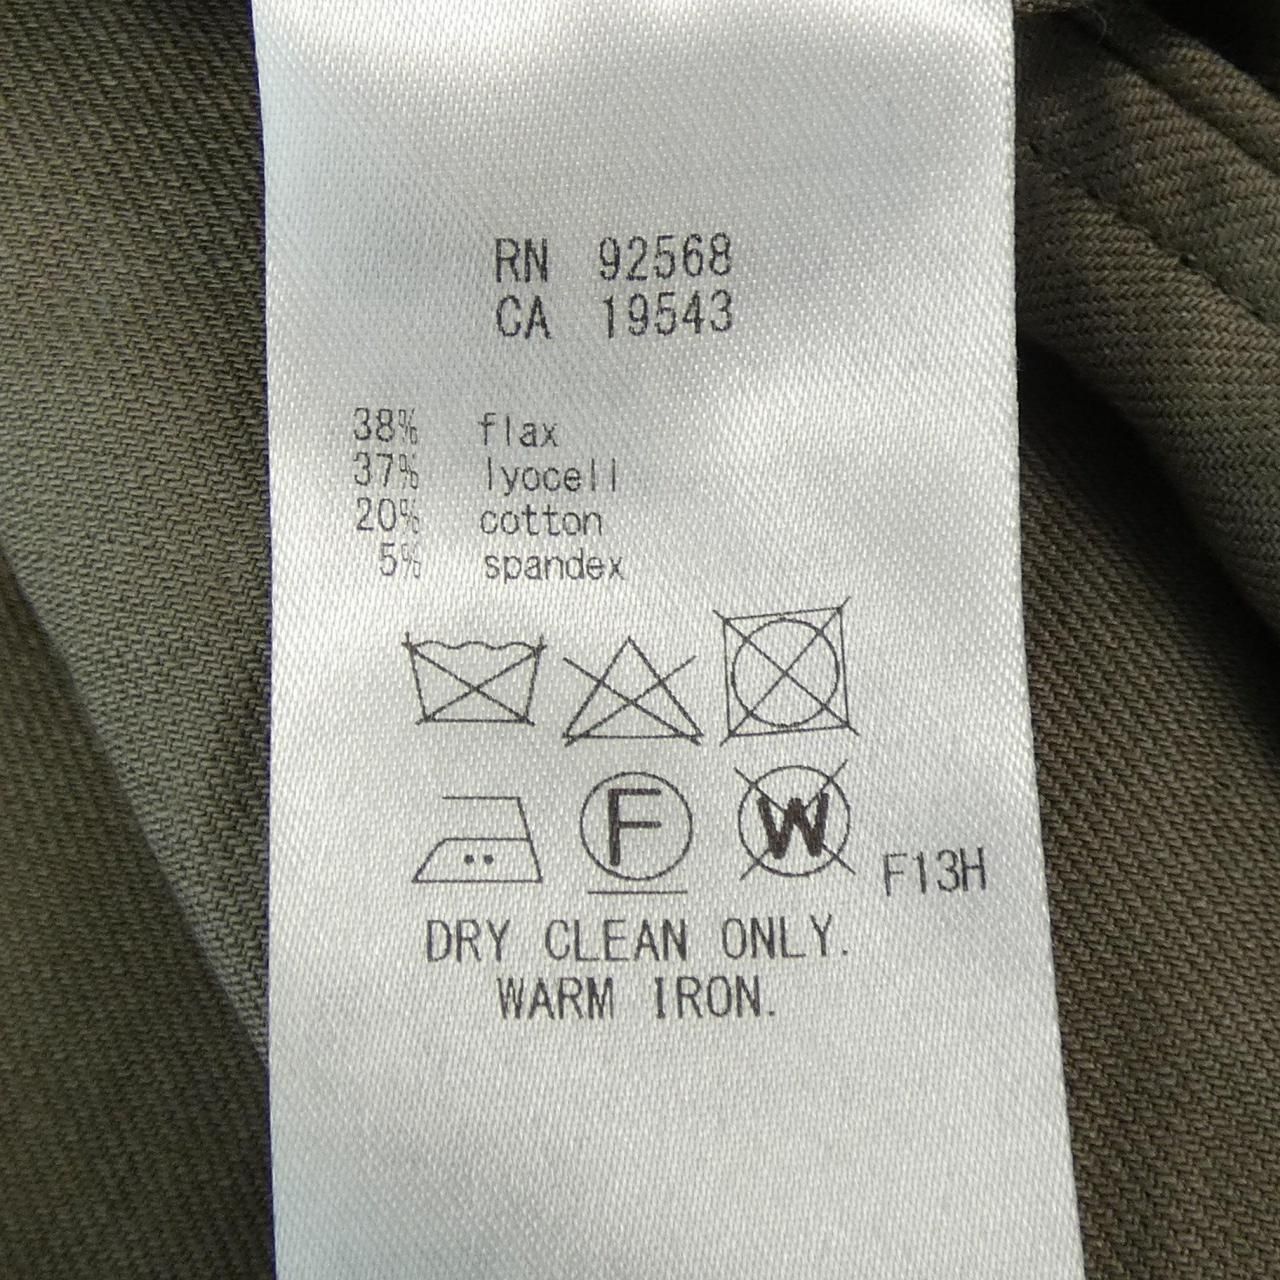 RN 92568
CA 19543
38% flax
37% lyocell
20% cotton
5% spandex
F
W
F13H
DRY CLEAN ONLY.
WARM IRON.